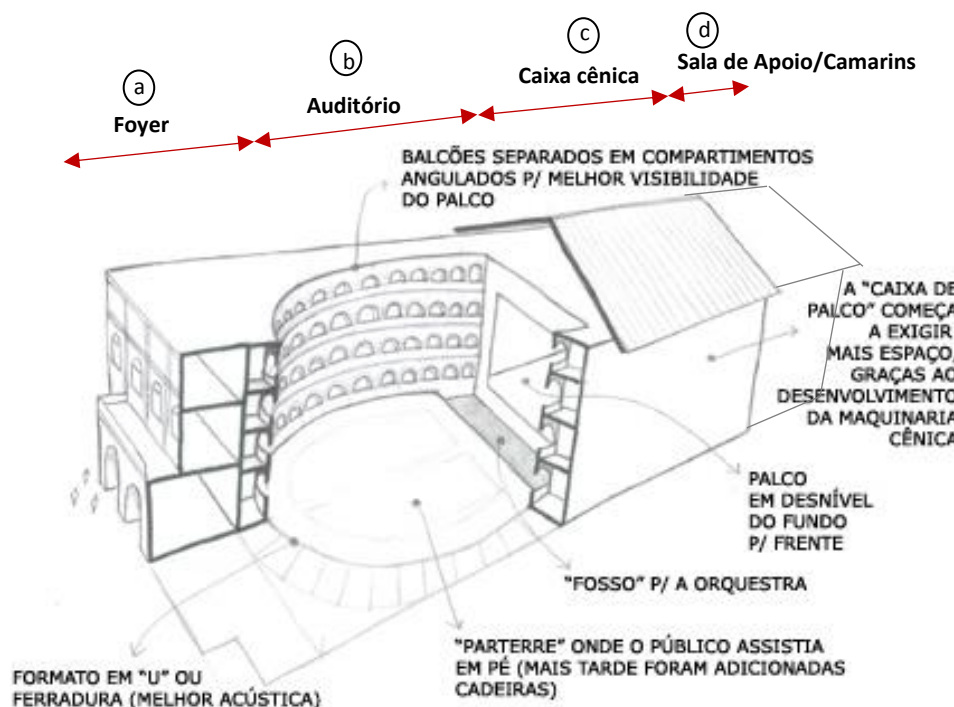 a
Foyer
b
Auditório
c
Caixa cênica
d
Sala de Apoio/Camarins
BALCÕES SEPARADOS EM COMPARTIMENTOS
ANGULADOS P/ MELHOR VISIBILIDADE
DO PALCO
A "CAIXA DE
PALCO" COMEÇA
A EXIGIR
MAIS ESPAÇO,
GRAÇAS AO
DESENVOLVIMENTO
DA MAQUINARIA
CÊNICA
PALCO
EM DESNÍVEL
DO FUNDO
P/ FRENTE
"FOSSO" P/ A ORQUESTRA
"PARTERRE" ONDE O PÚBLICO ASSISTIA
EM PÉ (MAIS TARDE FORAM ADICIONADAS
CADEIRAS)
FORMATO EM "U" OU
FERRADURA (MELHOR ACÚSTICA)